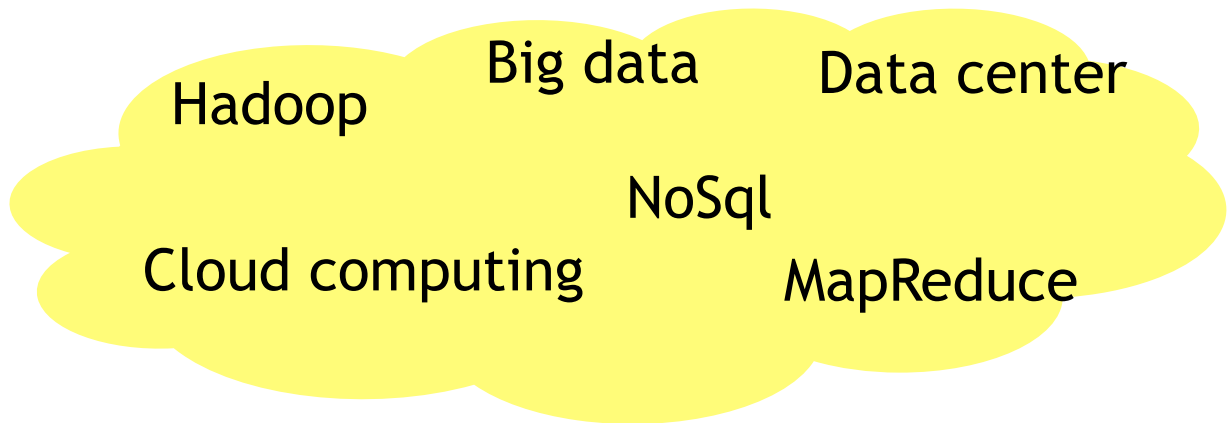 Big data
Data center
Hadoop
NoSql
Cloud computing
MapReduce